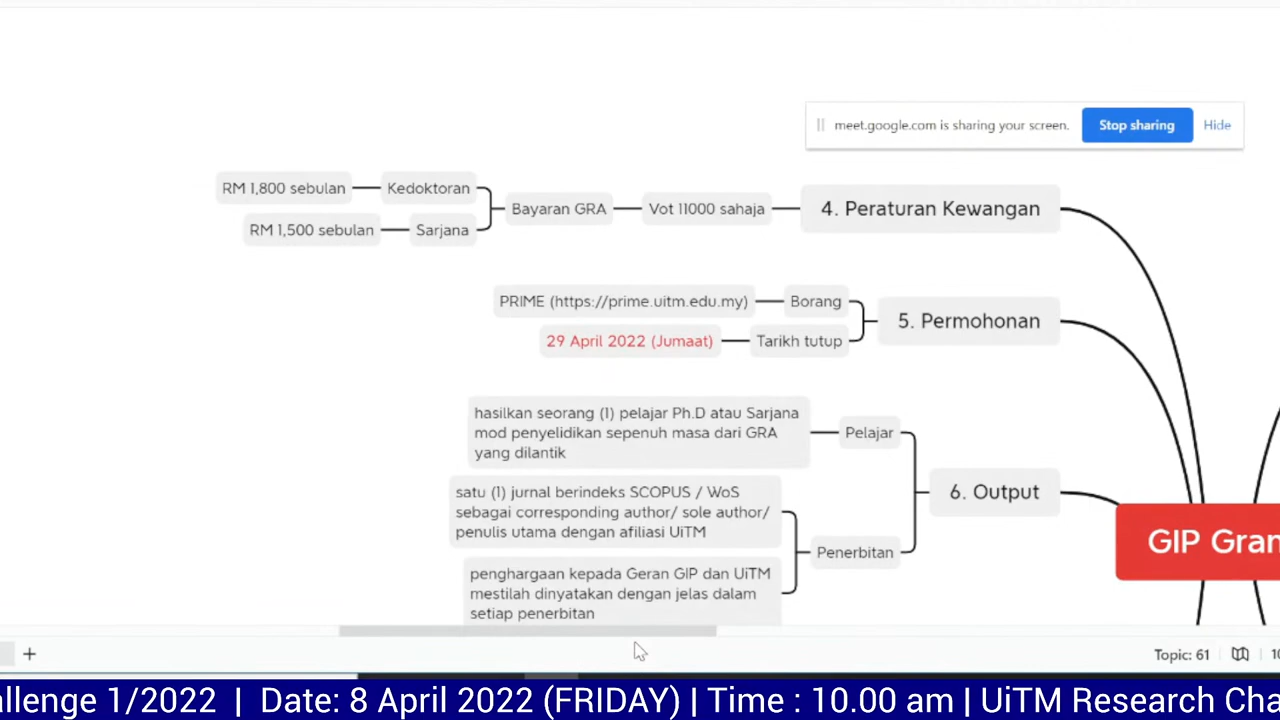 meet.google.com is sharing your screen.
Stop sharing
Hide
4. Peraturan Kewangan
Vot 11000 sahaja
Bayaran GRA
Kedoktoran
RM 1,800 sebulan
Sarjana
RM 1,500 sebulan
5. Permohonan
Borang
PRIME (https://prime.uitm.edu.my)
Tarikh tutup
29 April 2022 (Jumaat)
6. Output
Pelajar
hasilkan seorang (1) pelajar Ph.D atau Sarjana
mod penyelidikan sepenuh masa dari GRA
yang dilantik
Penerbitan
satu (1) jurnal berindeks SCOPUS / WoS
sebagai corresponding author/ sole author/
penulis utama dengan afiliasi UiTM
penghargaan kepada Geran GIP dan UiTM
mestilah dinyatakan dengan jelas dalam
setiap penerbitan
GIP Gran
Topic: 61
10
allenge 1/2022 | Date: 8 April 2022 (FRIDAY) | Time : 10.00 am | UiTM Research Cha